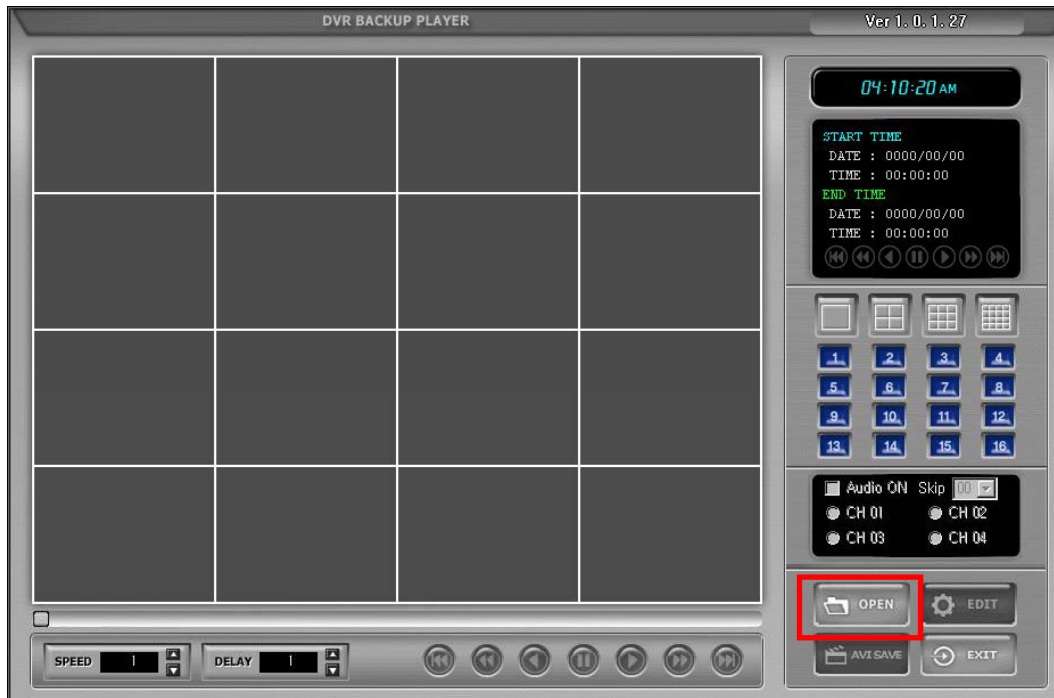 DVR BACKUP PLAYER
Ver 1. 0. 1. 27
04:10:20 AM
START TIME
DATE : 0000/00/00
TIME : 00:00:00
END TIME
DATE : 0000/00/00
TIME : 00:00:00
1 2 3 4
5 6 7 8
9 10 11 12
13 14 15 16
Audio ON Skip 00
CH 01 CH 02
CH 03 CH 04
OPEN EDIT
AVI SAVE EXIT
SPEED 1 DELAY 1